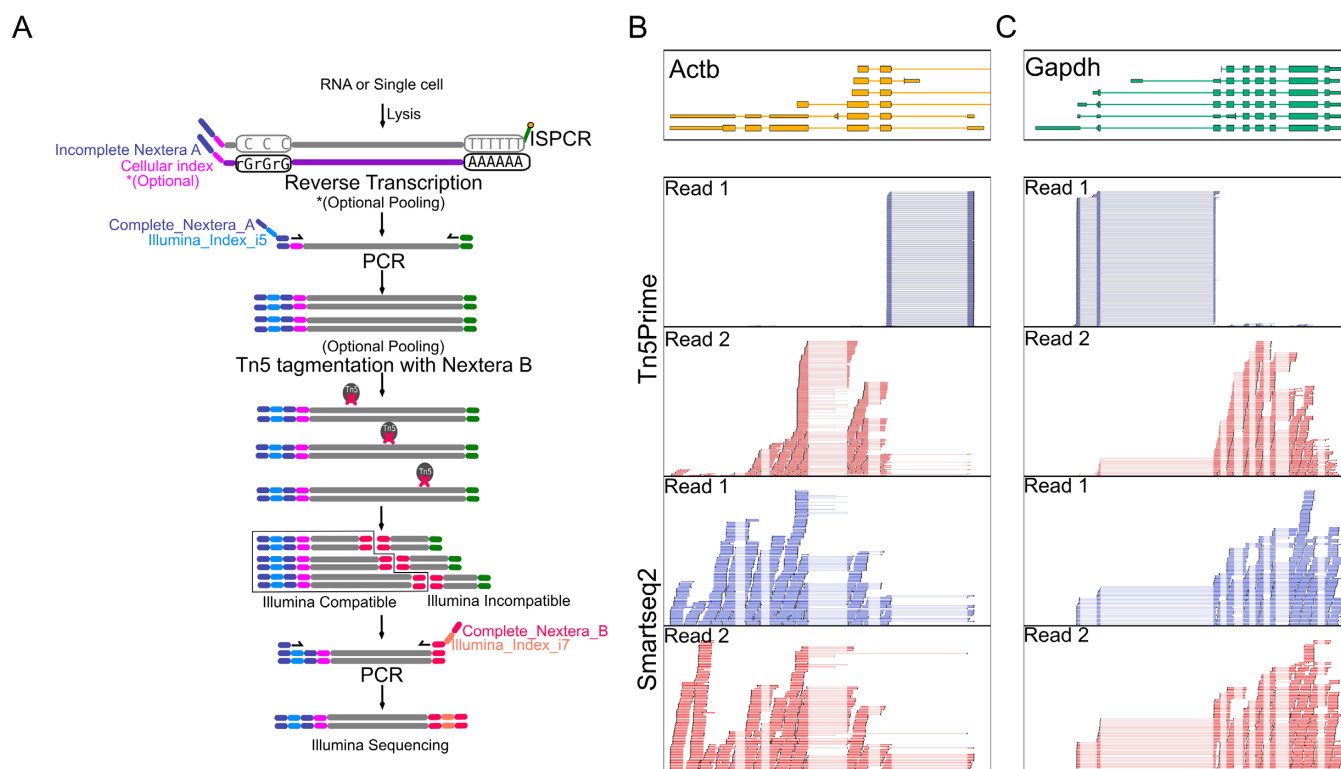 A
RNA or Single cell
Lysis
C C C
TTTTTT
ISPCR
Incomplete Nextera A
Cellular index
*(Optional)
rGrGrG
AAAAAA
Reverse Transcription
*(Optional Pooling)
Complete_Nextera_A
Illumina_Index_i5
PCR
(Optional Pooling)
Tn5 tagmentation with Nextera B
Tn5
Tn5
Tn5
Illumina Compatible
Illumina Incompatible
Complete_Nextera_B
Illumina_Index_i7
PCR
Illumina Sequencing
B
Actb
Tn5Prime
Read 1
Read 2
Smartseq2
Read 1
Read 2
C
Gapdh
Read 1
Read 2
Read 1
Read 2